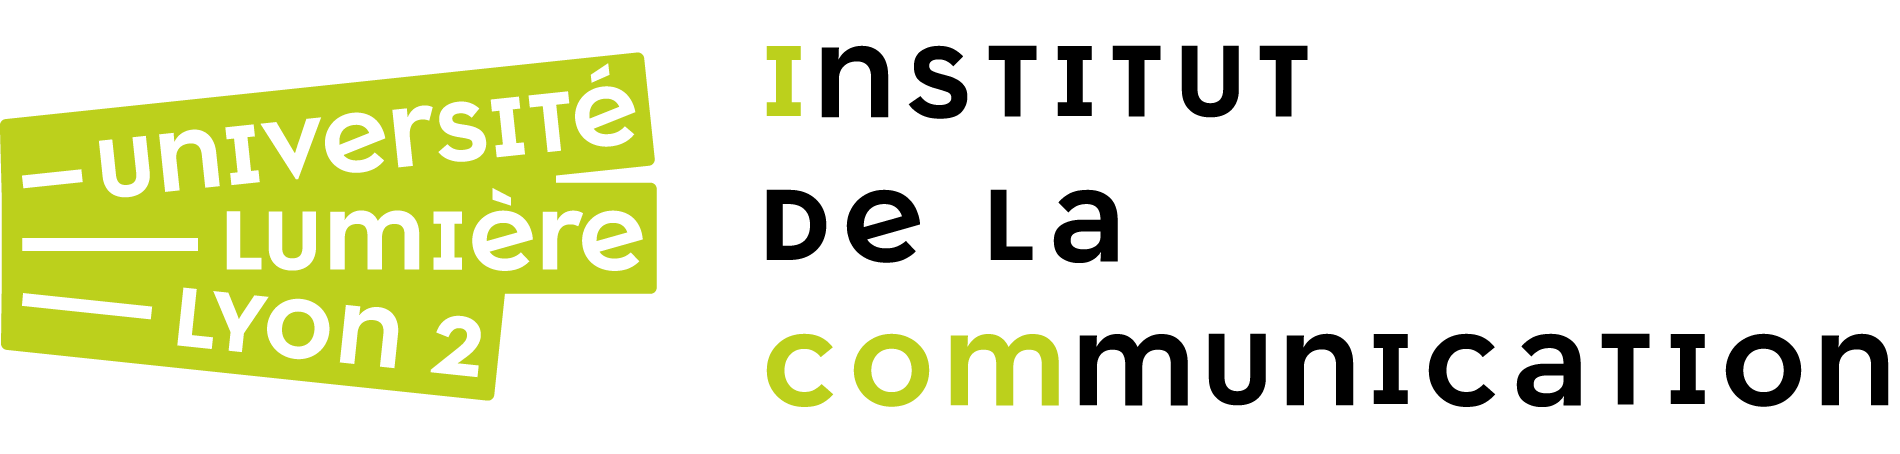 Université
Lumière
Lyon 2
Institut
de la
communication